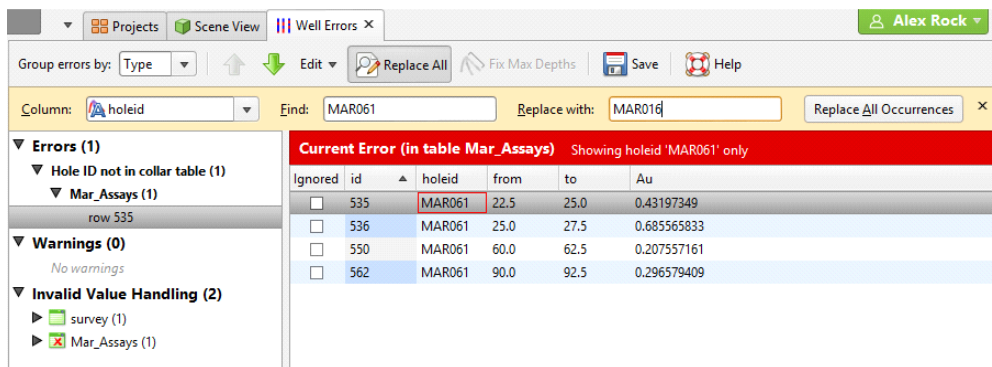 Projects Scene View Well Errors Alex Rock
Group errors by: Type Edit Replace All Fix Max Depths Save Help
Column: holeid Find: MAR061 Replace with: MAR016 Replace All Occurrences
Errors (1)
Hole ID not in collar table (1)
Mar_Assays (1)
row 535
Warnings (0)
No warnings
Invalid Value Handling (2)
survey (1)
Mar_Assays (1)
Current Error (in table Mar_Assays) Showing holeid 'MAR061' only
Ignored id holeid from to Au
535 MAR061 22.5 25.0 0.43197349
536 MAR061 25.0 27.5 0.685565833
550 MAR061 60.0 62.5 0.207557161
562 MAR061 90.0 92.5 0.296579409